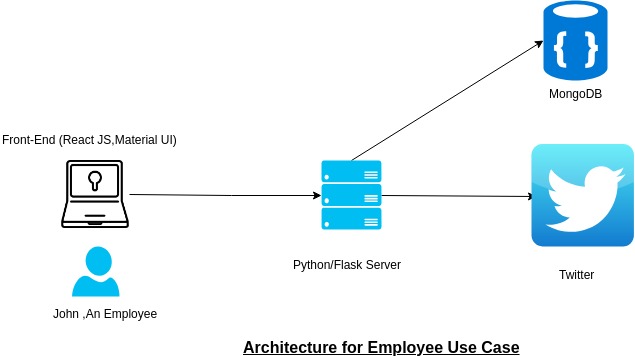 MongoDB
Front-End (React JS,Material UI)
Python/Flask Server
Twitter
John ,An Employee
Architecture for Employee Use Case